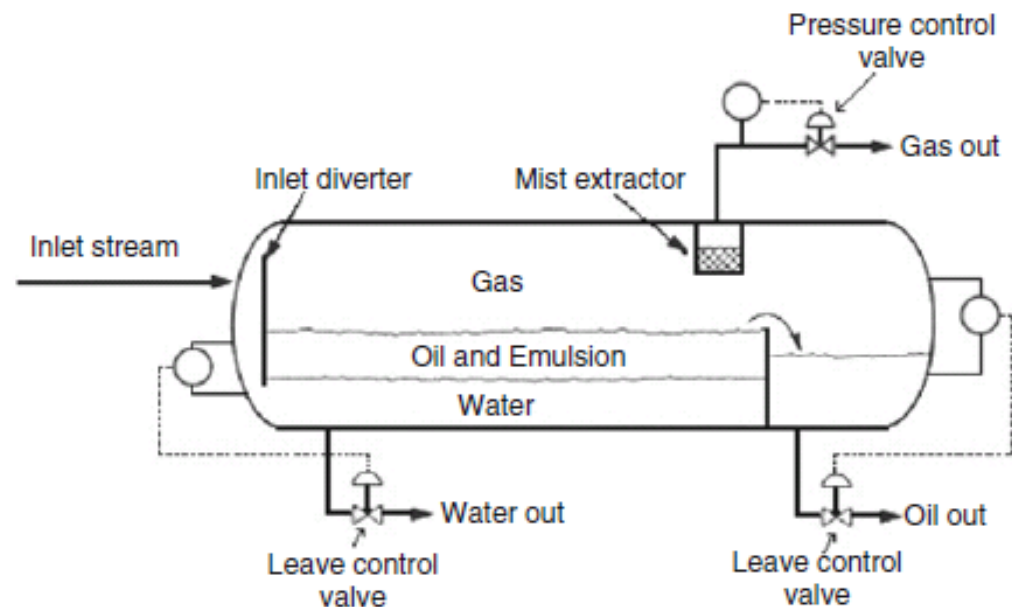 Pressure control
valve
Gas out
Inlet diverter
Mist extractor
Inlet stream
Gas
Oil and Emulsion
Water
Water out
Oil out
Leave control
valve
Leave control
valve